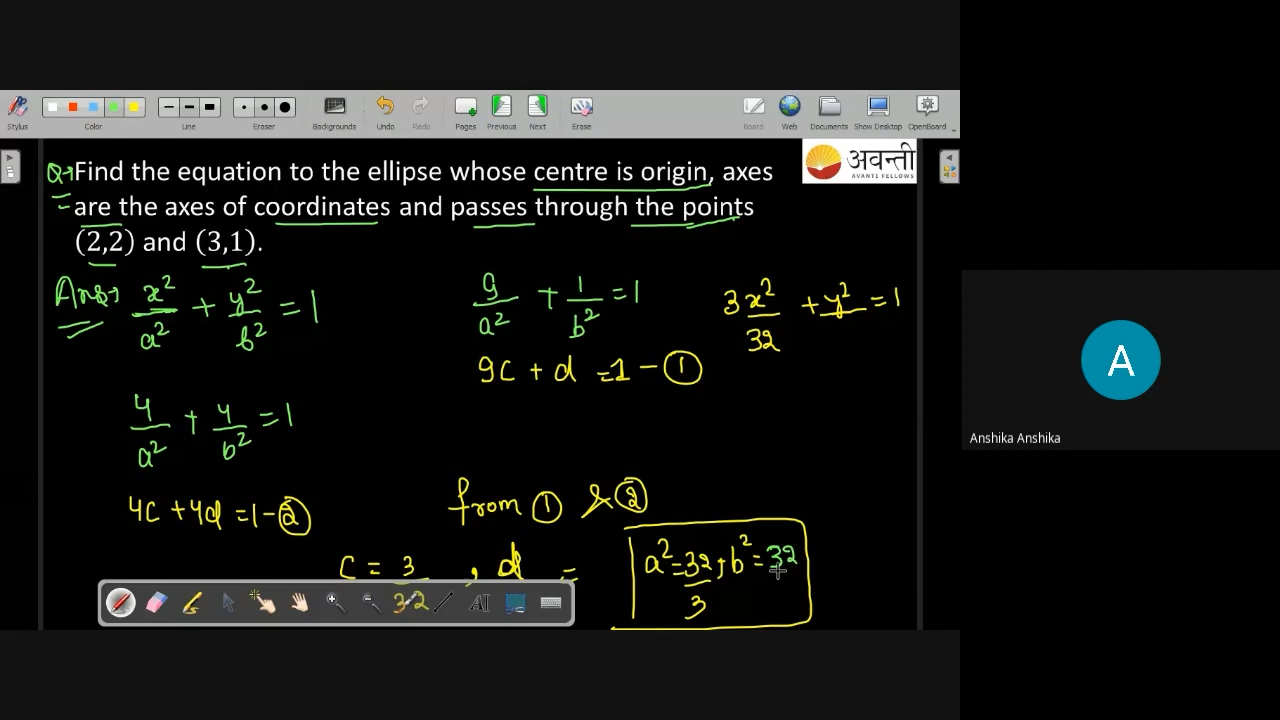 Stylus
Color
Line
Eraser
Backgrounds
Undo
Redo
Pages
Previous
Next
Erase
Board
Web
Documents
Show Desktop
OpenBoard
अवन्ती
AVANTI FELLOWS
Q→ Find the equation to the ellipse whose centre is origin, axes
are the axes of coordinates and passes through the points
(2,2) and (3,1).
Ans→ x²/a² + y²/b² = 1
9/a² + 1/b² = 1
3x²/32 + y²/ = 1
9c + d = 1 - ①
4/a² + 4/b² = 1
4c + 4d = 1 - ②
from ① & ②
c = 3/32 , d =
a² = 32/3 , b² = 32
AI
A
Anshika Anshika